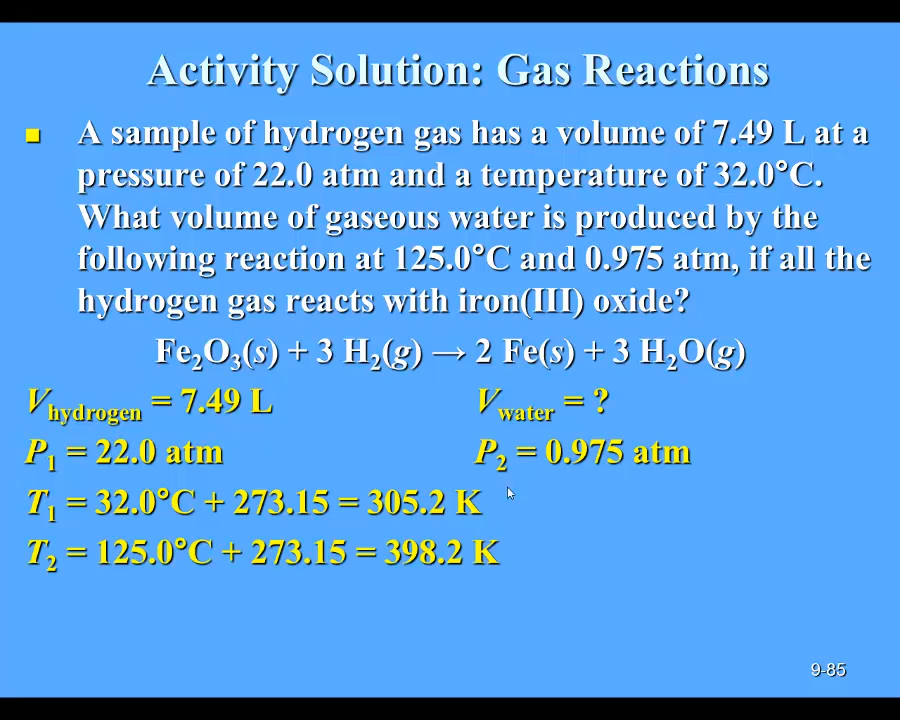 Activity Solution: Gas Reactions
A sample of hydrogen gas has a volume of 7.49 L at a
pressure of 22.0 atm and a temperature of 32.0°C.
What volume of gaseous water is produced by the
following reaction at 125.0°C and 0.975 atm, if all the
hydrogen gas reacts with iron(III) oxide?
Fe₂O₃(s) + 3 H₂(g) → 2 Fe(s) + 3 H₂O(g)
V hydrogen = 7.49 L V water = ?
P₁ = 22.0 atm P₂ = 0.975 atm
T₁ = 32.0°C + 273.15 = 305.2 K
T₂ = 125.0°C + 273.15 = 398.2 K
9-85